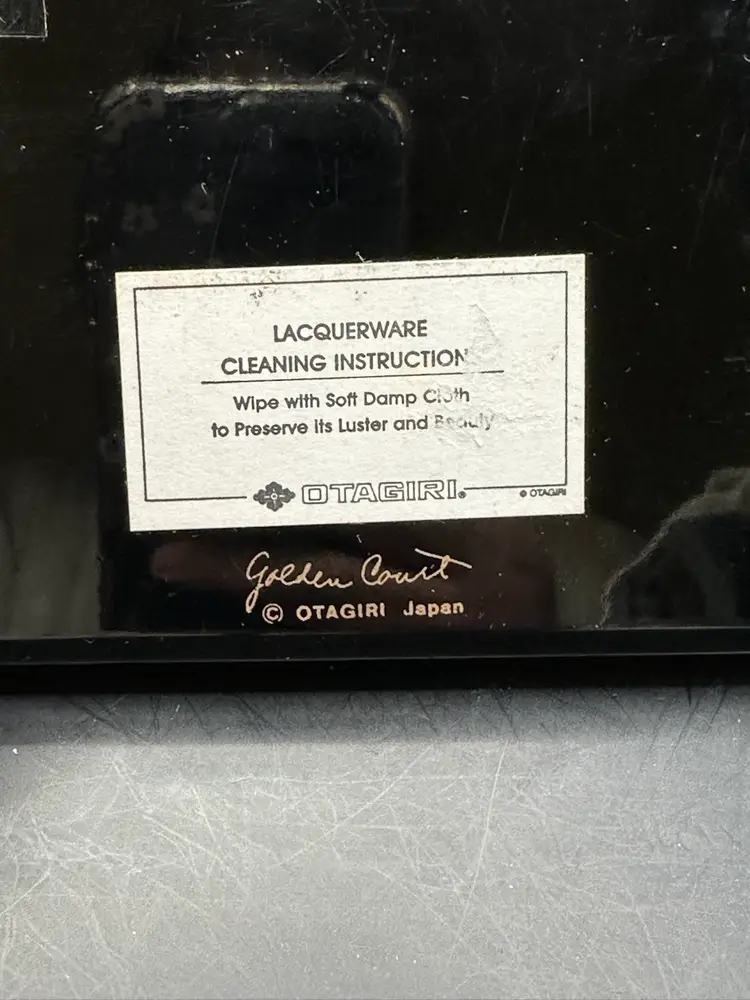 LACQUERWARE
CLEANING INSTRUCTION
Wipe with Soft Damp Cloth
to Preserve its Luster and Beauty
OTAGIRI®
© OTAGIRI
Golden Court
© OTAGIRI Japan